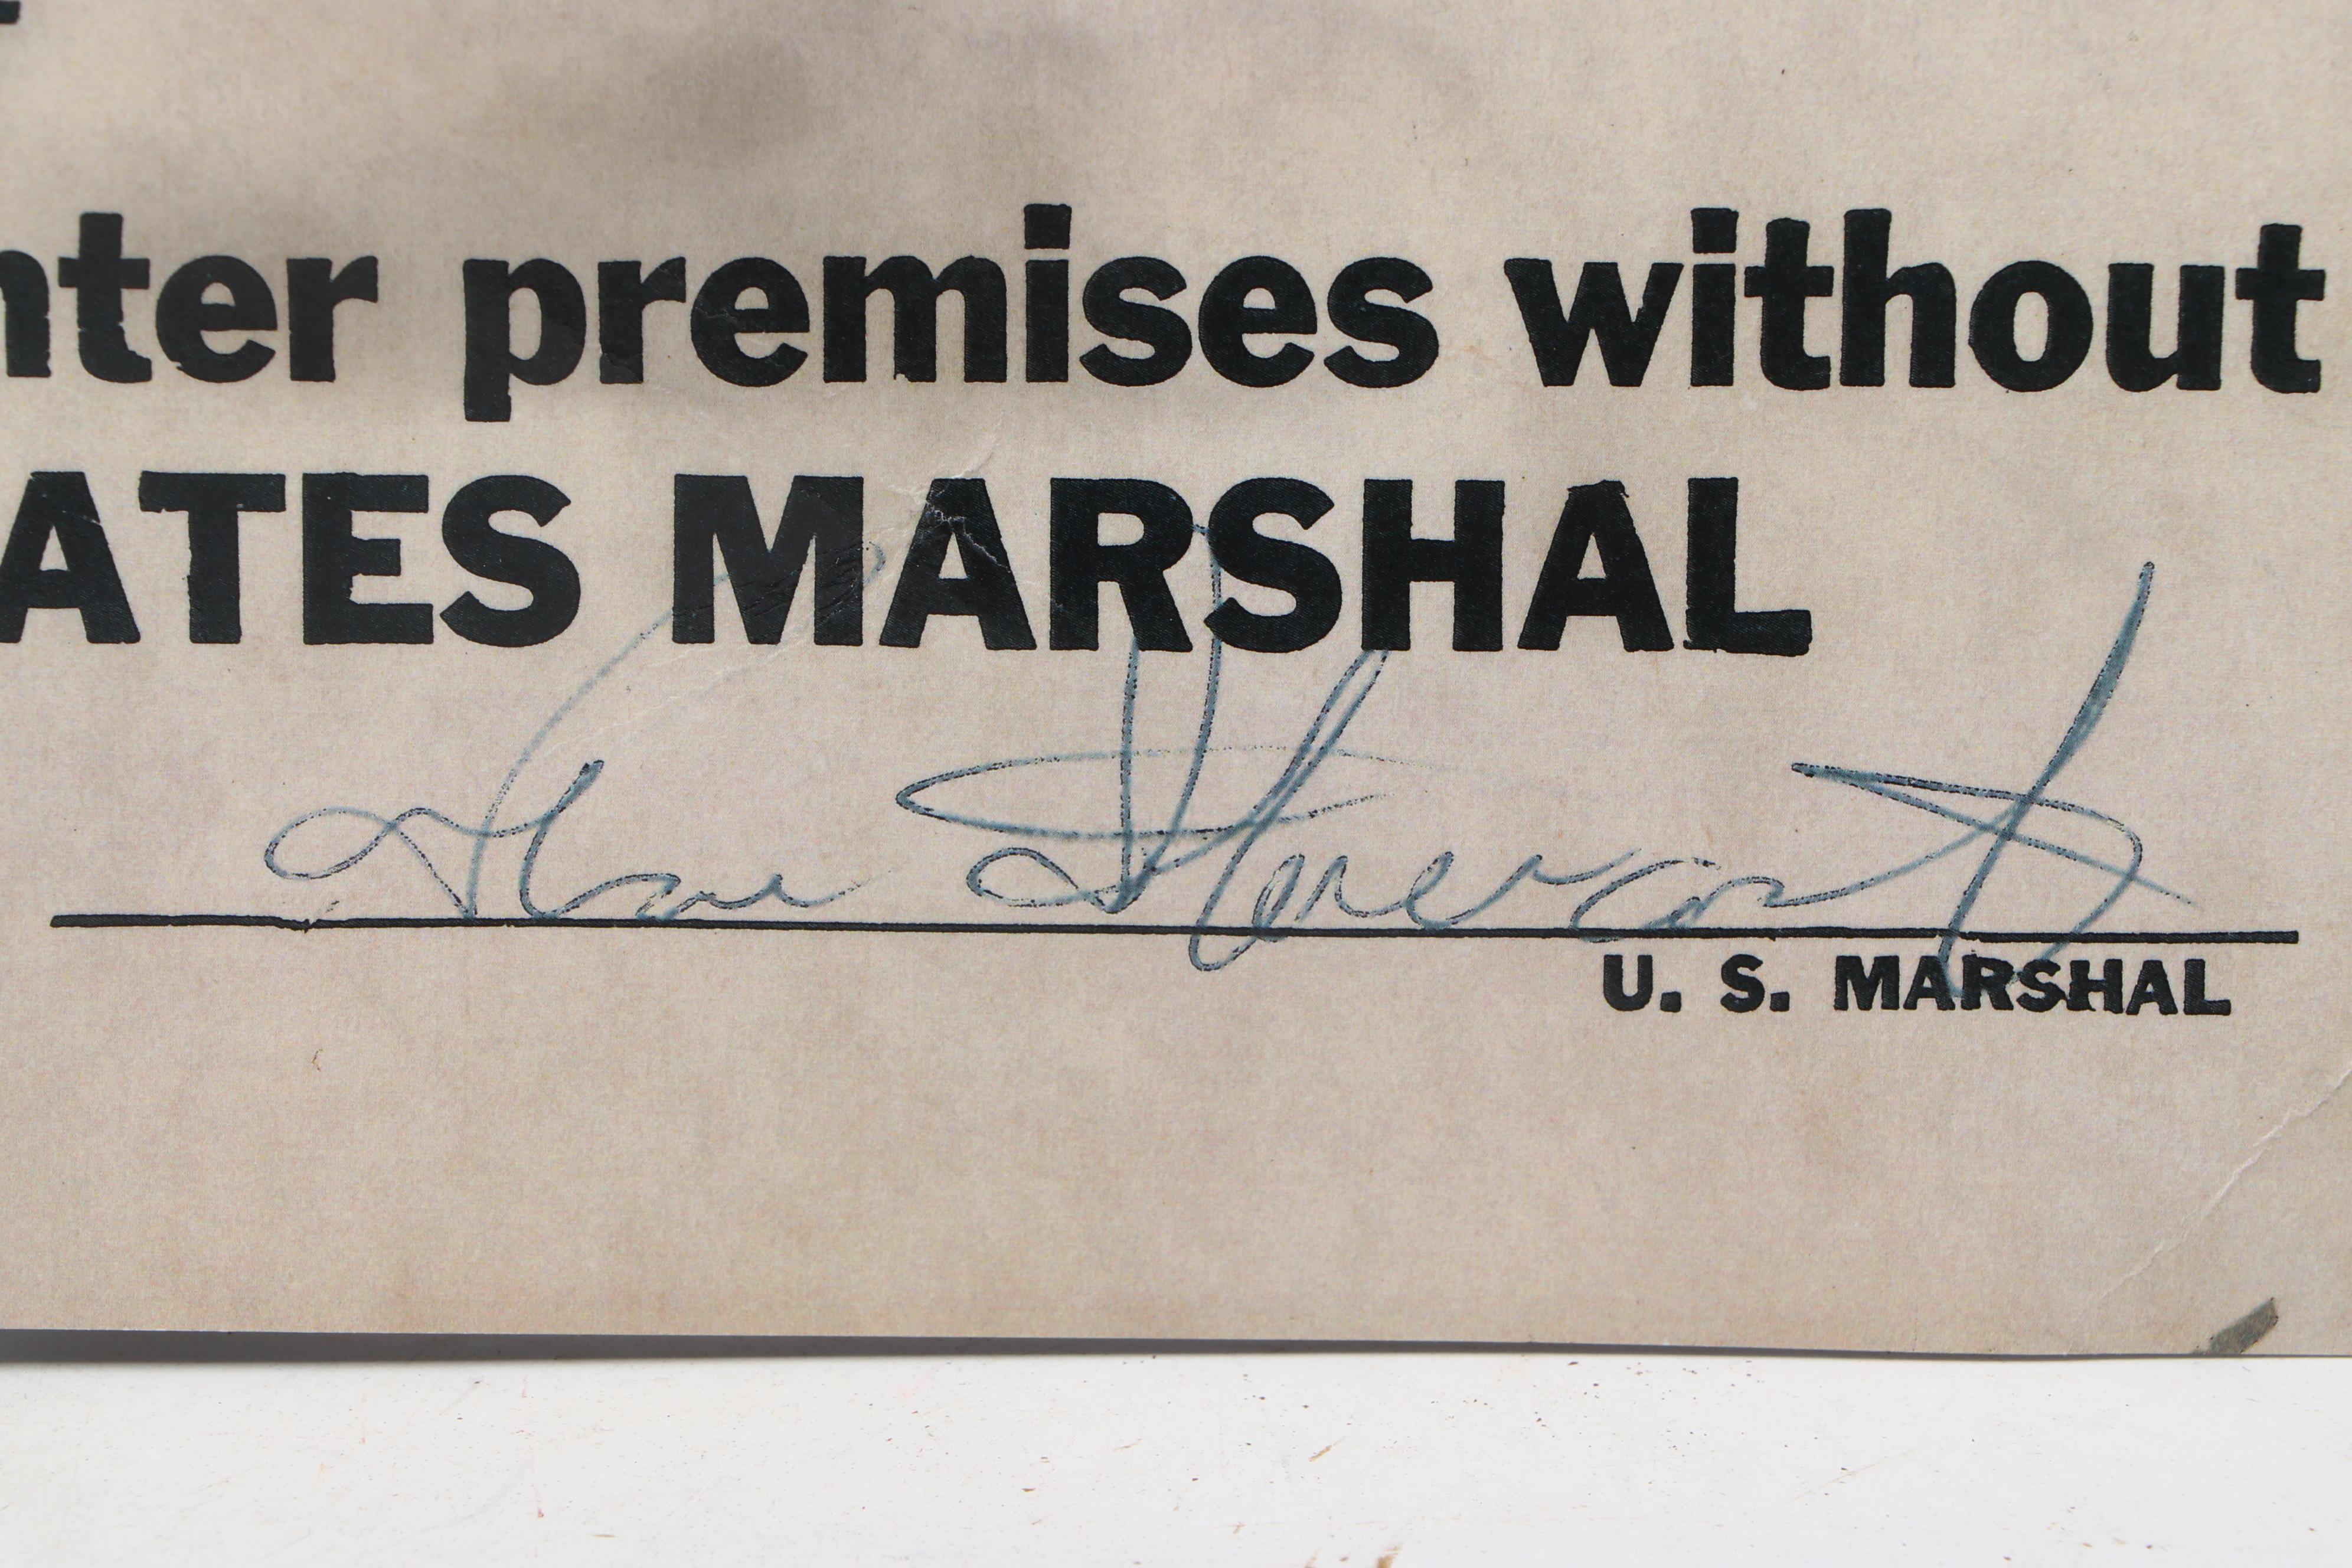 nter premises without
ATES MARSHAL
U. S. MARSHAL